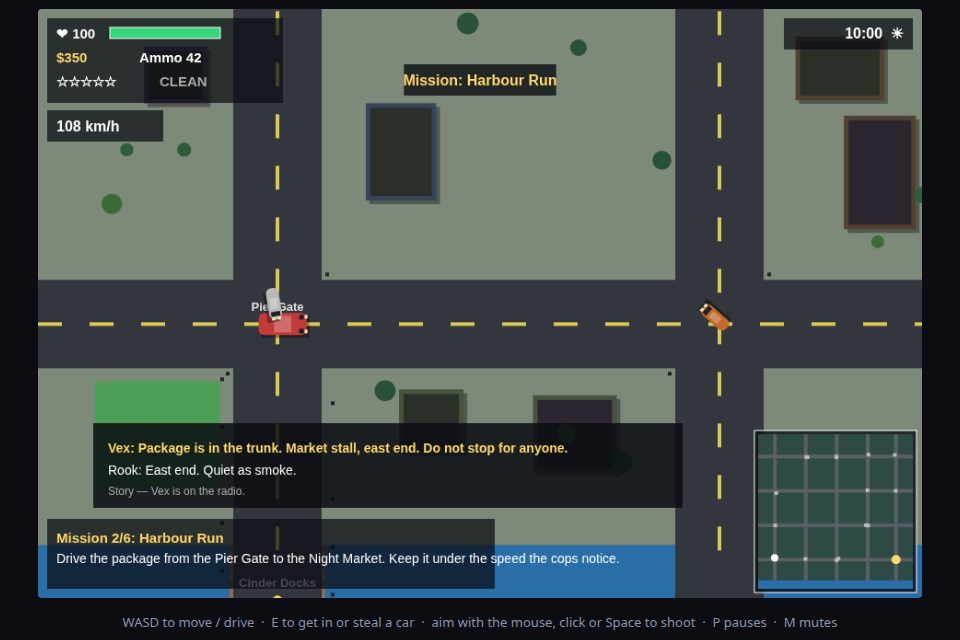 ❤ 100
$350 Ammo 42
☆☆☆☆☆ CLEAN
108 km/h
10:00 ☀
Mission: Harbour Run
Pier Gate
Vex: Package is in the trunk. Market stall, east end. Do not stop for anyone.
Rook: East end. Quiet as smoke.
Story — Vex is on the radio.
Mission 2/6: Harbour Run
Drive the package from the Pier Gate to the Night Market. Keep it under the speed the cops notice.
Cinder Docks
WASD to move / drive · E to get in or steal a car · aim with the mouse, click or Space to shoot · P pauses · M mutes